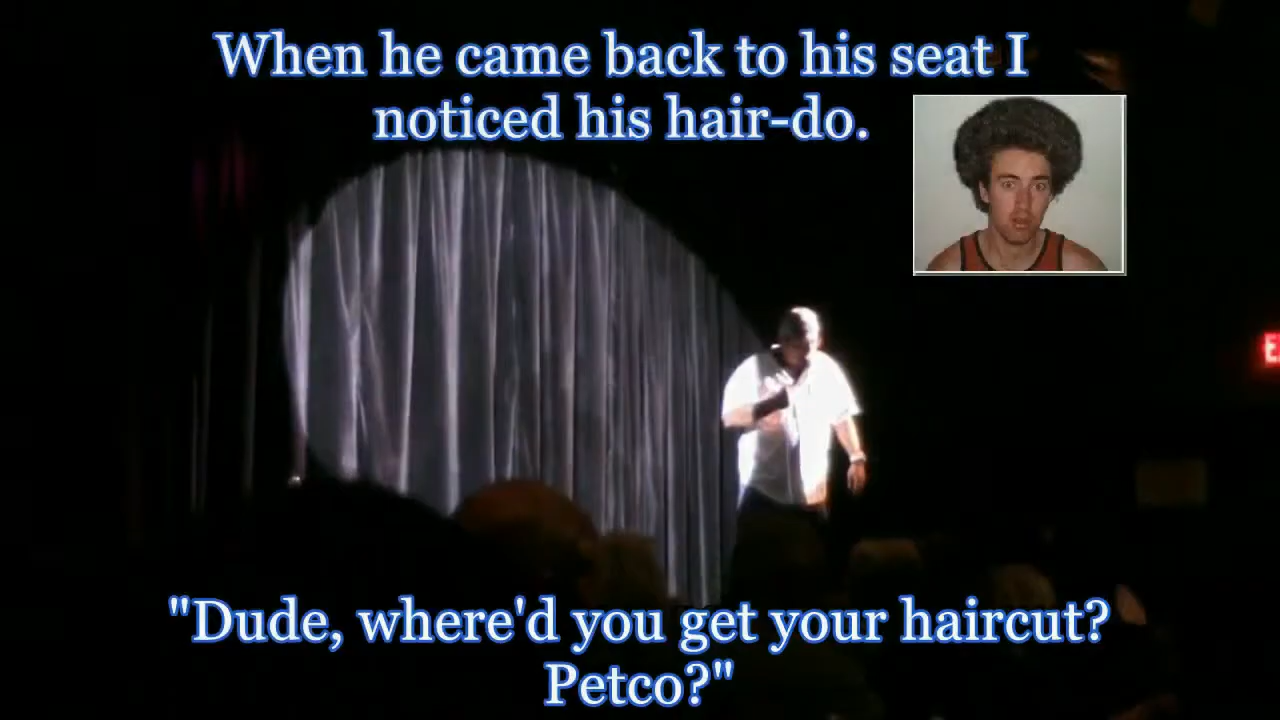 When he came back to his seat I
noticed his hair-do.
"Dude, where'd you get your haircut?
Petco?"